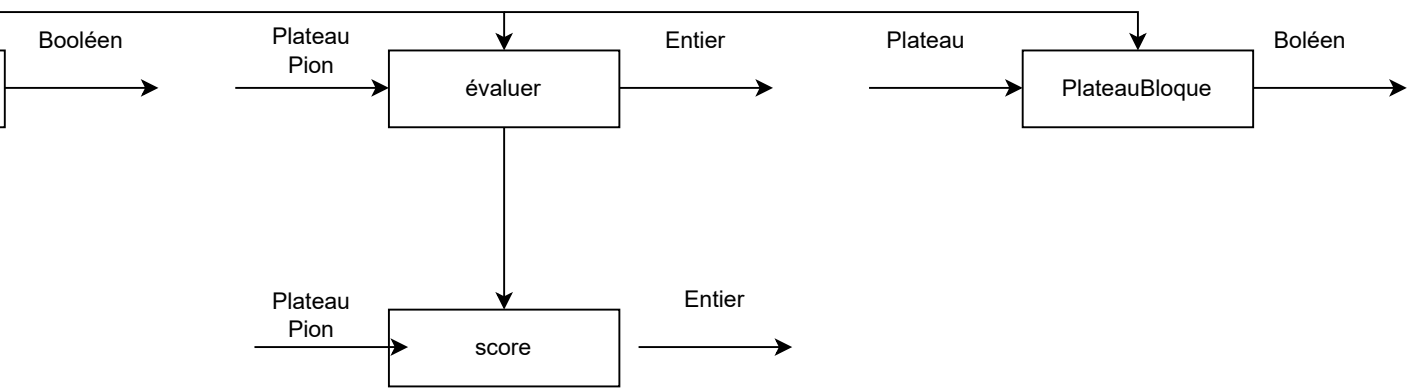 Booléen
Plateau
Pion
évaluer
Entier
Plateau
PlateauBloque
Boléen
Plateau
Pion
score
Entier